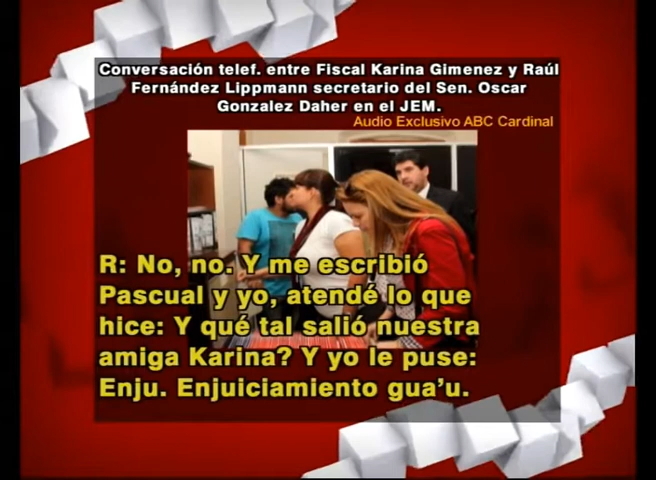 Conversación telef. entre Fiscal Karina Gimenez y Raúl
Fernández Lippmann secretario del Sen. Oscar
Gonzalez Daher en el JEM.
Audio Exclusivo ABC Cardinal
R: No, no. Y me escribió
Pascual y yo, atendé lo que
hice: Y qué tal salió nuestra
amiga Karina? Y yo le puse:
Enju. Enjuiciamiento gua'u.